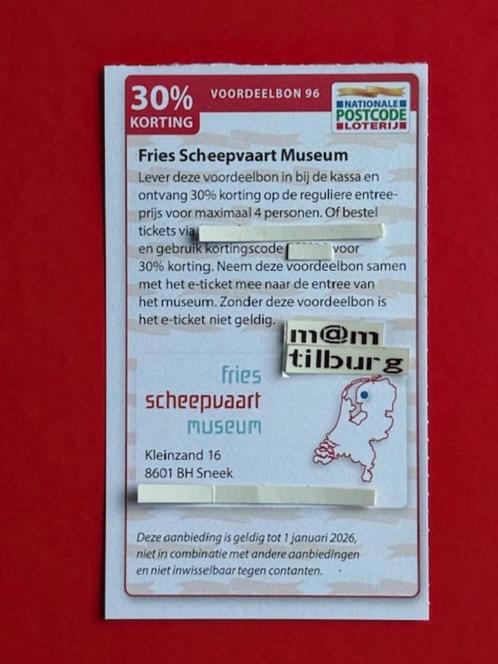 30%
KORTING
VOORDEELBON 96
NATIONALE
POSTCODE
LOTERIJ
Fries Scheepvaart Museum
Lever deze voordeelbon in bij de kassa en
ontvang 30% korting op de reguliere entree-
prijs voor maximaal 4 personen. Of bestel
tickets via
en gebruik kortingscode voor
30% korting. Neem deze voordeelbon samen
met het e-ticket mee naar de entree van
het museum. Zonder deze voordeelbon is
het e-ticket niet geldig.
m@m
tilburg
fries
scheepvaart
museum
Kleinzand 16
8601 BH Sneek
Deze aanbieding is geldig tot 1 januari 2026,
niet in combinatie met andere aanbiedingen
en niet inwisselbaar tegen contanten.